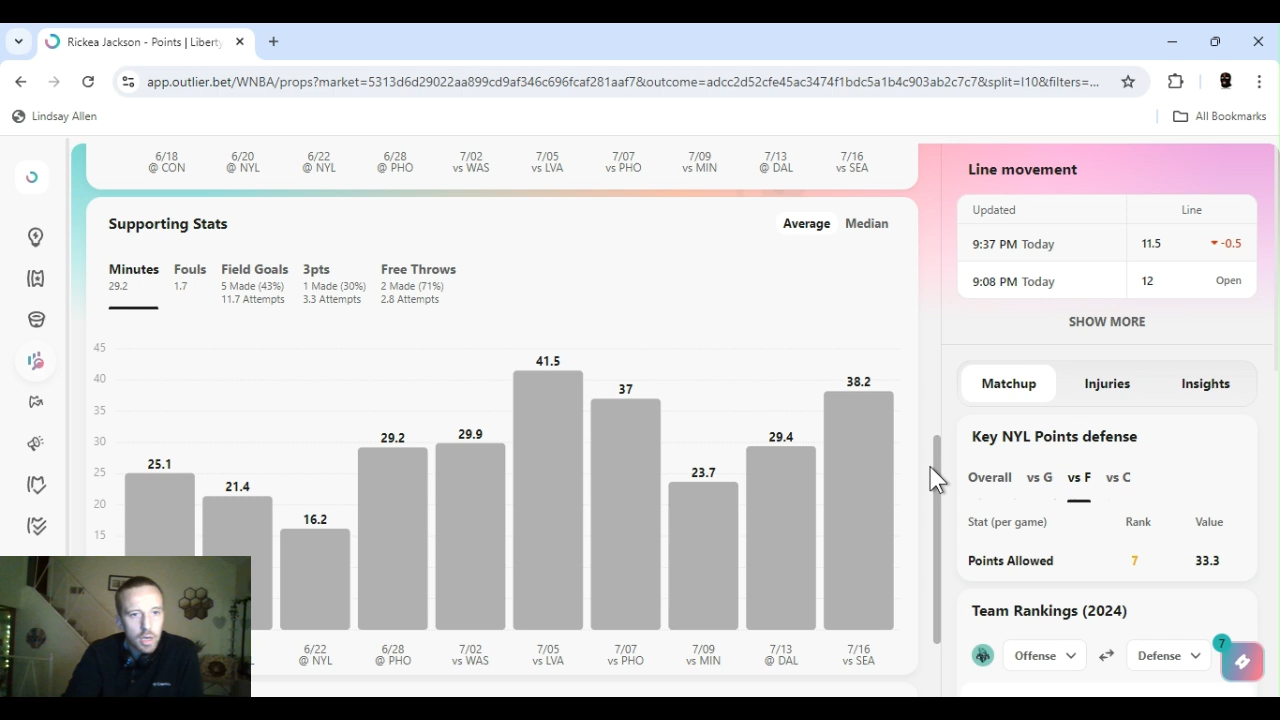 Rickea Jackson - Points | Liberty
app.outlier.bet/WNBA/props?market=5313d6d29022aa899cd9af346c696fcaf281aaf7&outcome=adcc2d52cfe45ac3474f1bdc5a1b4c903ab2c7c7&split=l10&filters=...
Lindsay Allen
All Bookmarks
6/18 6/20 6/22 6/28 7/02 7/05 7/07 7/09 7/13 7/16
@ CON @ NYL @ NYL @ PHO vs WAS vs LVA vs PHO vs MIN @ DAL vs SEA
Supporting Stats
Average Median
Minutes Fouls Field Goals 3pts Free Throws
29.2 1.7 5 Made (43%) 1 Made (30%) 2 Made (71%)
11.7 Attempts 3.3 Attempts 2.8 Attempts
45
40
35
30
25
20
15
25.1 21.4 16.2 29.2 29.9 41.5 37 23.7 29.4 38.2
6/22 6/28 7/02 7/05 7/07 7/09 7/13 7/16
@ NYL @ PHO vs WAS vs LVA vs PHO vs MIN @ DAL vs SEA
Line movement
Updated Line
9:37 PM Today 11.5 -0.5
9:08 PM Today 12 Open
SHOW MORE
Matchup Injuries Insights
Key NYL Points defense
Overall vs G vs F vs C
Stat (per game) Rank Value
Points Allowed 7 33.3
Team Rankings (2024)
Offense Defense
7